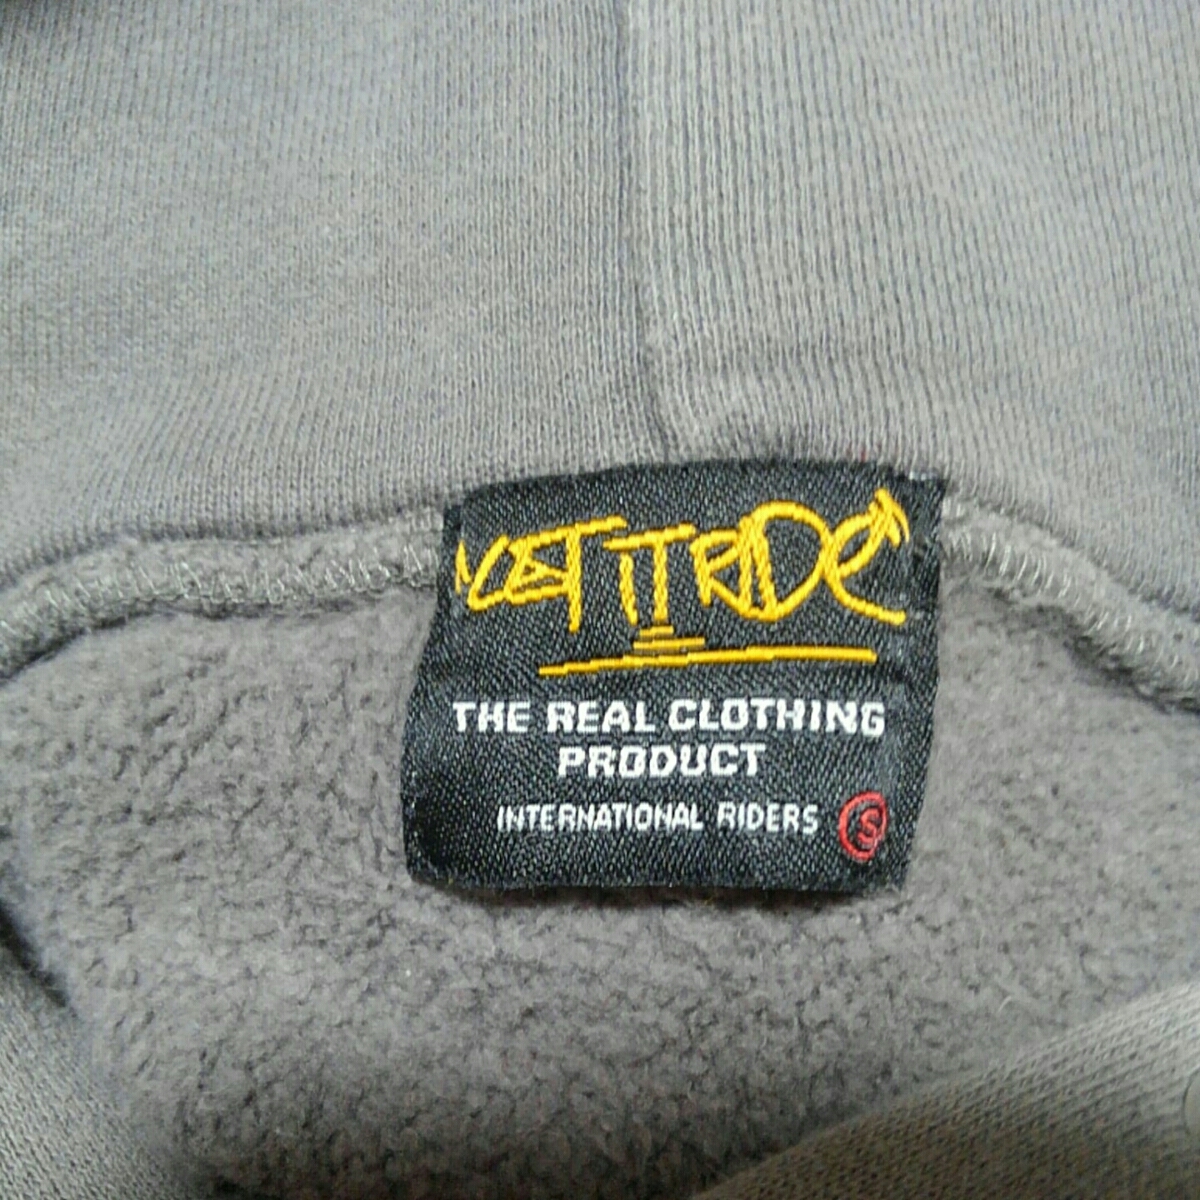 LET IT RIDE
THE REAL CLOTHING
PRODUCT
INTERNATIONAL RIDERS S